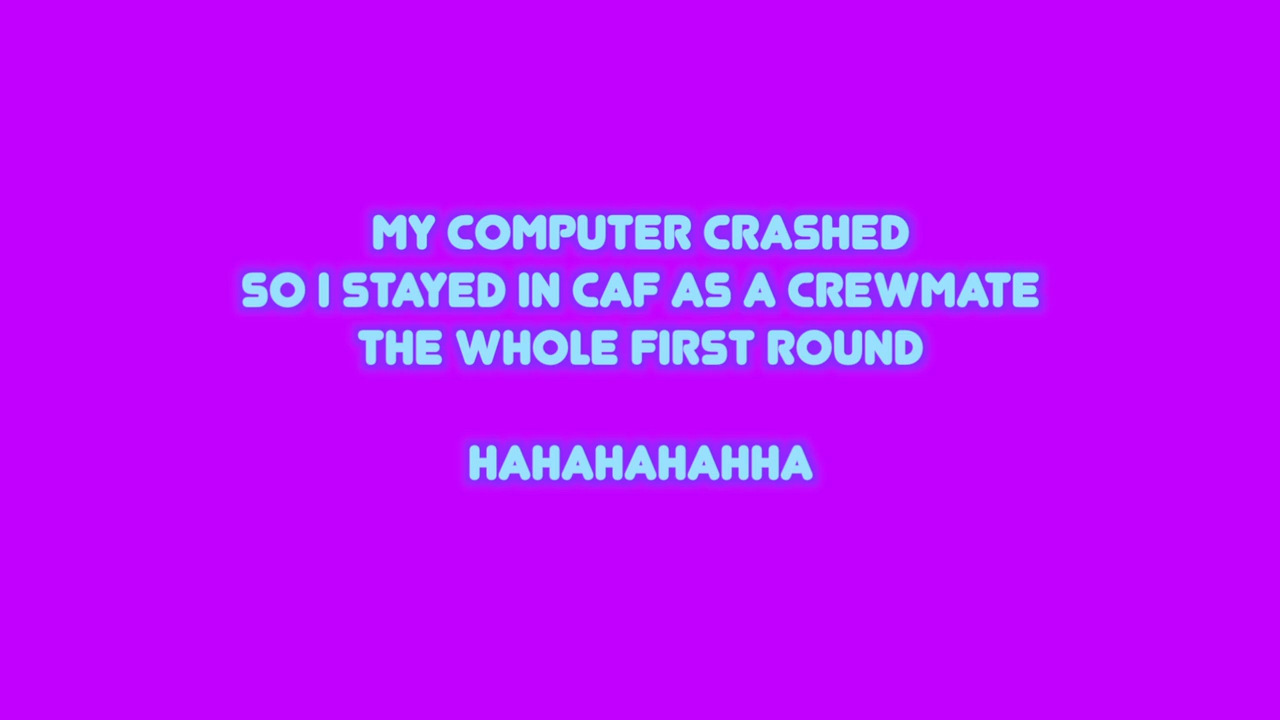 MY COMPUTER CRASHED
SO I STAYED IN CAF AS A CREWMATE
THE WHOLE FIRST ROUND
HAHAHAHAHHA